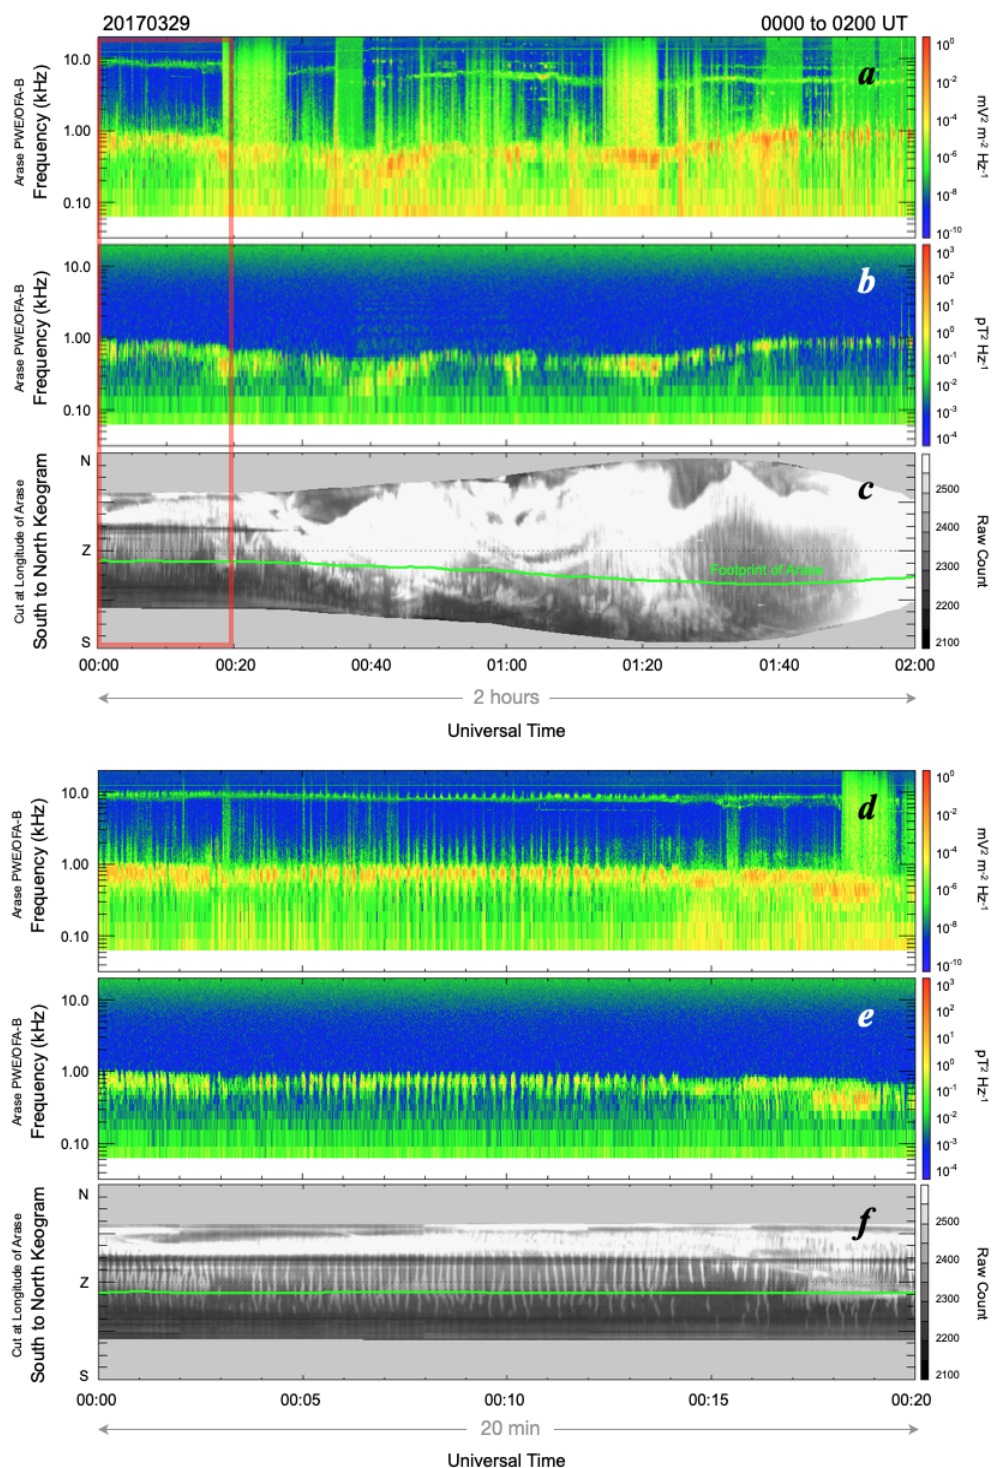 20170329 0000 to 0200 UT
Arase PWE/OFA-B
Frequency (kHz)
10.0
1.00
0.10
a
10⁰
10⁻²
10⁻⁴
10⁻⁶
10⁻⁸
10⁻¹⁰
mV² m⁻² Hz⁻¹
Arase PWE/OFA-B
Frequency (kHz)
10.0
1.00
0.10
b
10³
10²
10¹
10⁰
10⁻¹
10⁻²
10⁻³
10⁻⁴
pT² Hz⁻¹
Cut at Longitude of Arase
South to North Keogram
N
Z
S
c
Footprint of Arase
2500
2400
2300
2200
2100
Raw Count
00:00 00:20 00:40 01:00 01:20 01:40 02:00
2 hours
Universal Time
Arase PWE/OFA-B
Frequency (kHz)
10.0
1.00
0.10
d
10⁰
10⁻²
10⁻⁴
10⁻⁶
10⁻⁸
10⁻¹⁰
mV² m⁻² Hz⁻¹
Arase PWE/OFA-B
Frequency (kHz)
10.0
1.00
0.10
e
10³
10²
10¹
10⁰
10⁻¹
10⁻²
10⁻³
10⁻⁴
pT² Hz⁻¹
Cut at Longitude of Arase
South to North Keogram
N
Z
S
f
2500
2400
2300
2200
2100
Raw Count
00:00 00:05 00:10 00:15 00:20
20 min
Universal Time